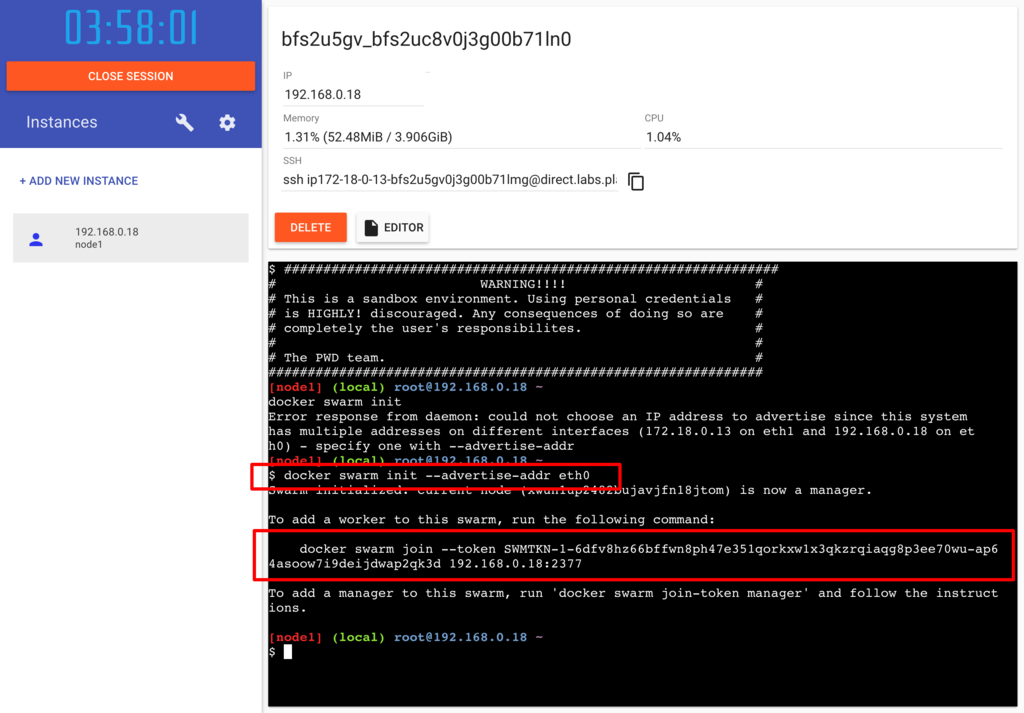 03:58:01
CLOSE SESSION
Instances
+ ADD NEW INSTANCE
192.168.0.18
node1
bfs2u5gv_bfs2uc8v0j3g00b71ln0
IP
192.168.0.18
Memory
1.31% (52.48MiB / 3.906GiB)
CPU
1.04%
SSH
ssh ip172-18-0-13-bfs2u5gv0j3g00b71lmg@direct.labs.pl
DELETE
EDITOR
$ ###############################################################
# WARNING!!!! #
# This is a sandbox environment. Using personal credentials #
# is HIGHLY! discouraged. Any consequences of doing so are #
# completely the user's responsibilites. #
# #
# The PWD team. #
###############################################################
[node1] (local) root@192.168.0.18 ~
docker swarm init
Error response from daemon: could not choose an IP address to advertise since this system
has multiple addresses on different interfaces (172.18.0.13 on eth1 and 192.168.0.18 on et
h0) - specify one with --advertise-addr
[node1] (local) root@192.168.0.18 ~
$ docker swarm init --advertise-addr eth0
Swarm initialized: current node is now a manager.
To add a worker to this swarm, run the following command:
docker swarm join --token SWMTKN-1-6dfv8hz66bffwn8ph47e351qorkxw1x3qkzrqiaqg8p3ee70wu-ap6
4asoow7i9deijdwap2qk3d 192.168.0.18:2377
To add a manager to this swarm, run 'docker swarm join-token manager' and follow the instruct
ions.
[node1] (local) root@192.168.0.18 ~
$